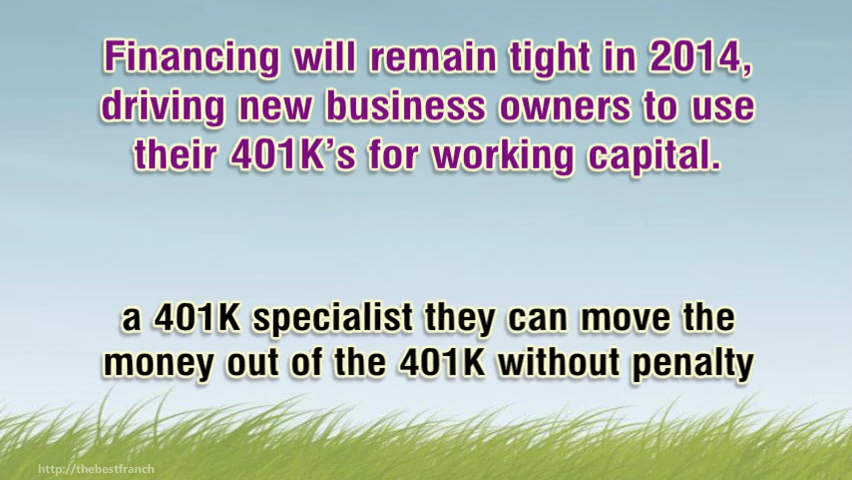 Financing will remain tight in 2014,
driving new business owners to use
their 401K’s for working capital.
a 401K specialist they can move the
money out of the 401K without penalty
http://thebestfranch